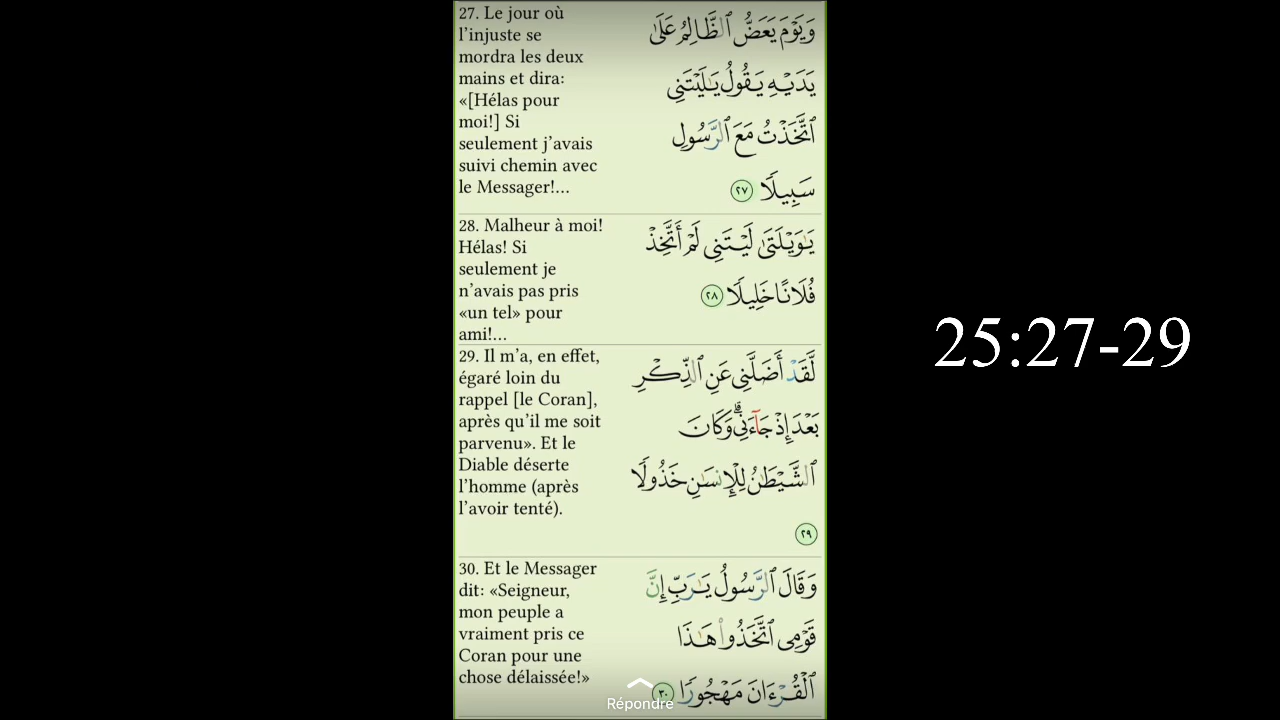 27. Le jour où
l’injuste se
mordra les deux
mains et dira:
«[Hélas pour
moi!] Si
seulement j’avais
suivi chemin avec
le Messager!...
وَيَوْمَ يَعَضُّ ٱلظَّالِمُ عَلَىٰ
يَدَيْهِ يَقُولُ يَـٰلَيْتَنِى
ٱتَّخَذْتُ مَعَ ٱلرَّسُولِ
سَبِيلًا ٢٧
28. Malheur à moi!
Hélas! Si
seulement je
n’avais pas pris
«un tel» pour
ami!...
يَـٰوَيْلَتَىٰ لَيْتَنِى لَمْ أَتَّخِذْ
فُلَانًا خَلِيلًا ٢٨
29. Il m’a, en effet,
égaré loin du
rappel [le Coran],
après qu’il me soit
parvenu». Et le
Diable déserte
l’homme (après
l’avoir tenté).
لَّقَدْ أَضَلَّنِى عَنِ ٱلذِّكْرِ
بَعْدَ إِذْ جَآءَنِى ۗ وَكَانَ
ٱلشَّيْطَـٰنُ لِلْإِنسَـٰنِ خَذُولًا
٢٩
30. Et le Messager
dit: «Seigneur,
mon peuple a
vraiment pris ce
Coran pour une
chose délaissée!»
وَقَالَ ٱلرَّسُولُ يَـٰرَبِّ إِنَّ
قَوْمِى ٱتَّخَذُوا۟ هَـٰذَا
ٱلْقُرْءَانَ مَهْجُورًا ٣٠
Répondre
25:27-29